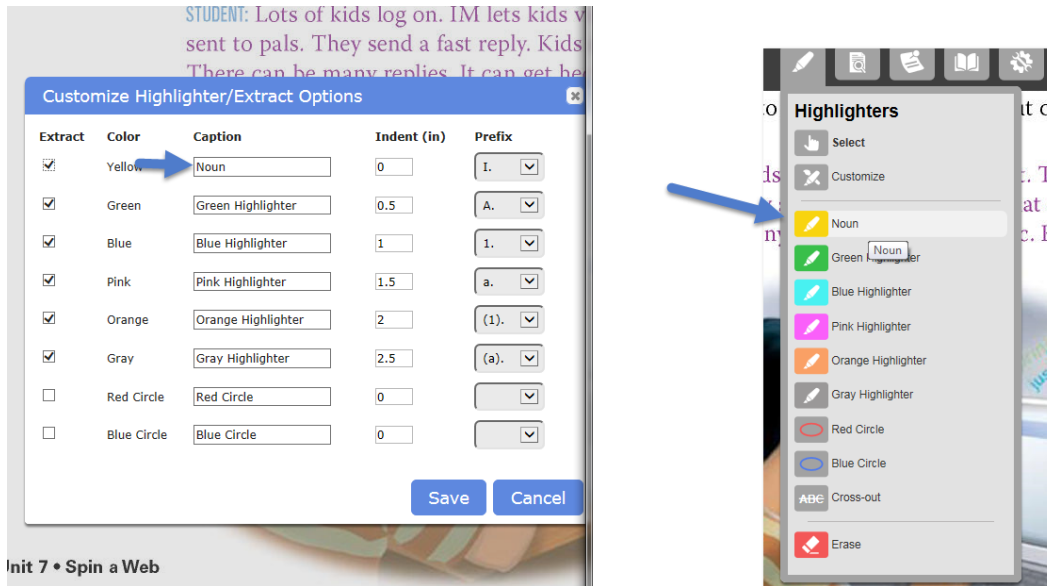 STUDENT: Lots of kids log on. IM lets kids
sent to pals. They send a fast reply. Kids
There can be many replies. It can get
Customize Highlighter/Extract Options
Extract Color Caption Indent (in) Prefix
Yellow Noun 0 I.
Green Green Highlighter 0.5 A.
Blue Blue Highlighter 1 1.
Pink Pink Highlighter 1.5 a.
Orange Orange Highlighter 2 (1).
Gray Gray Highlighter 2.5 (a).
Red Circle Red Circle 0
Blue Circle Blue Circle 0
Save Cancel
Unit 7 • Spin a Web
Highlighters
Select
Customize
Noun
Noun
Green Highlighter
Blue Highlighter
Pink Highlighter
Orange Highlighter
Gray Highlighter
Red Circle
Blue Circle
ABC Cross-out
Erase